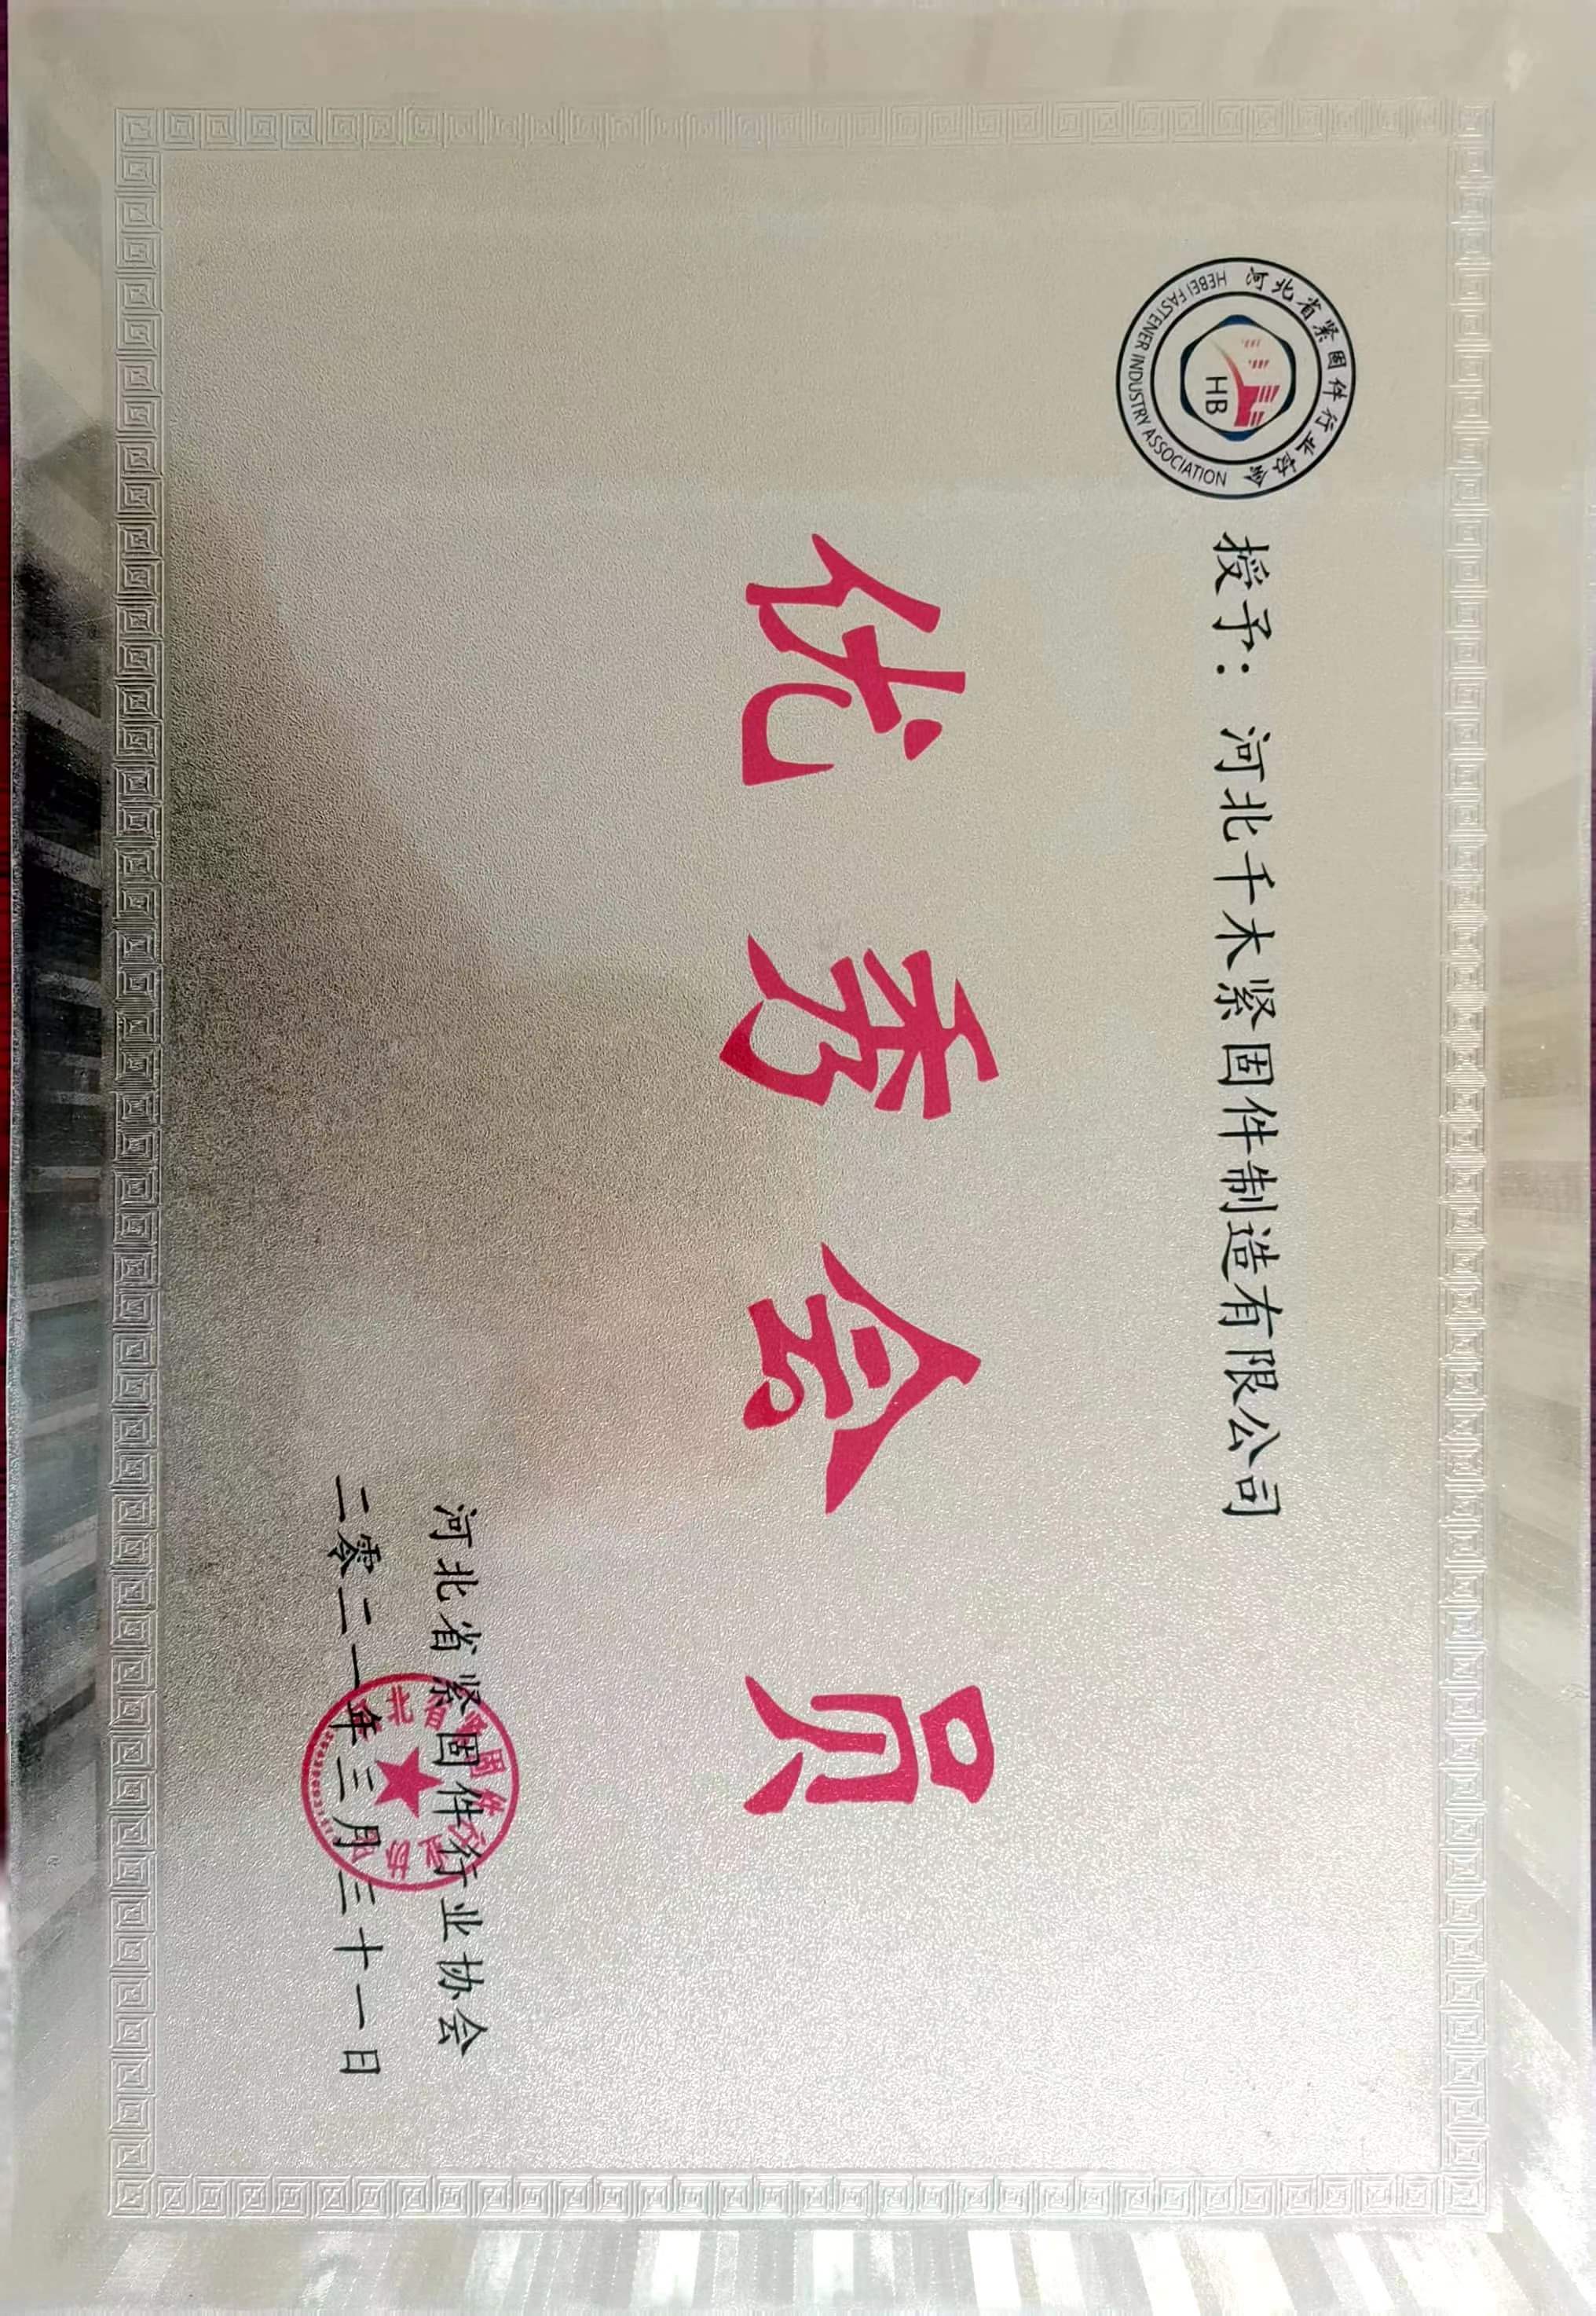 河北省紧固件行业协会
HEBEI FASTENER INDUSTRY ASSOCIATION
HB
授予：河北千木紧固件制造有限公司
优秀会员
河北省紧固件行业协会
二零二一年三月三十一日